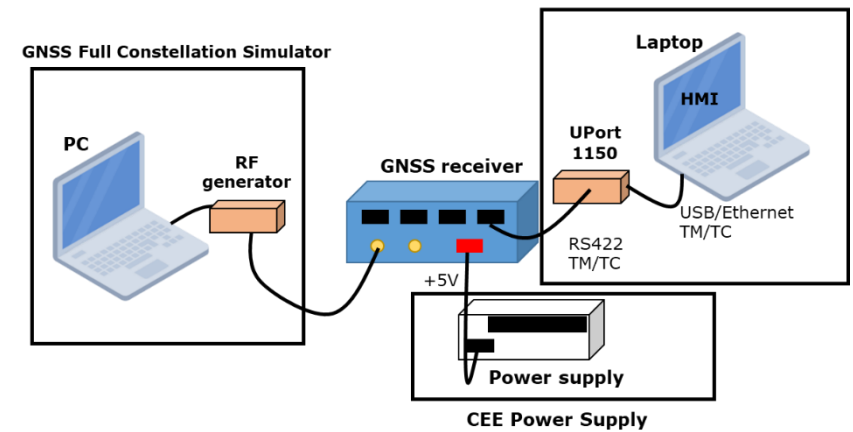 GNSS Full Constellation Simulator
PC
RF
generator
GNSS receiver
+5V
Laptop
HMI
UPort
1150
USB/Ethernet
TM/TC
RS422
TM/TC
Power supply
CEE Power Supply